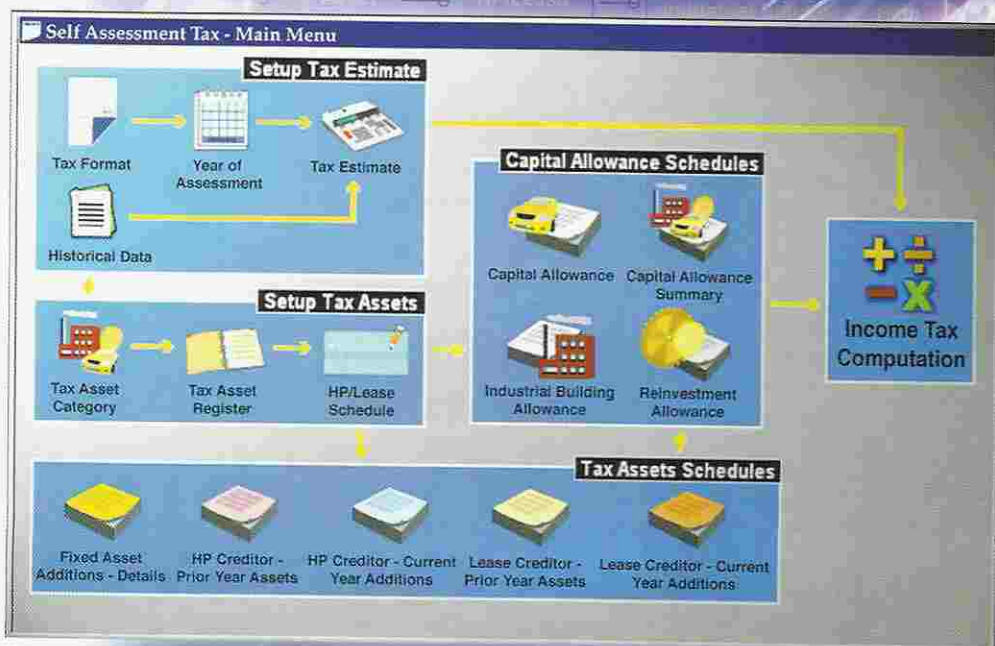 Self Assessment Tax - Main Menu
Setup Tax Estimate
Tax Format
Year of
Assessment
Tax Estimate
Historical Data
Setup Tax Assets
Tax Asset
Category
Tax Asset
Register
HP/Lease
Schedule
Capital Allowance Schedules
Capital Allowance
Capital Allowance
Summary
Industrial Building
Allowance
Reinvestment
Allowance
Income Tax
Computation
Tax Assets Schedules
Fixed Asset
Additions - Details
HP Creditor -
Prior Year Assets
HP Creditor - Current
Year Additions
Lease Creditor -
Prior Year Assets
Lease Creditor - Current
Year Additions